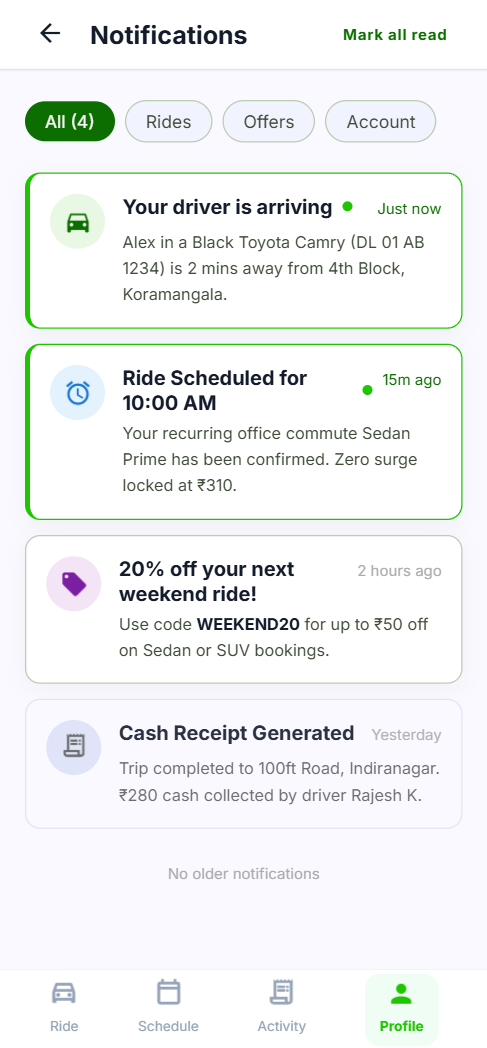 Notifications
Mark all read
All (4)
Rides
Offers
Account
Your driver is arriving
Just now
Alex in a Black Toyota Camry (DL 01 AB
1234) is 2 mins away from 4th Block,
Koramangala.
Ride Scheduled for
10:00 AM
15m ago
Your recurring office commute Sedan
Prime has been confirmed. Zero surge
locked at ₹310.
20% off your next
weekend ride!
2 hours ago
Use code WEEKEND20 for up to ₹50 off
on Sedan or SUV bookings.
Cash Receipt Generated
Yesterday
Trip completed to 100ft Road, Indiranagar.
₹280 cash collected by driver Rajesh K.
No older notifications
Ride
Schedule
Activity
Profile